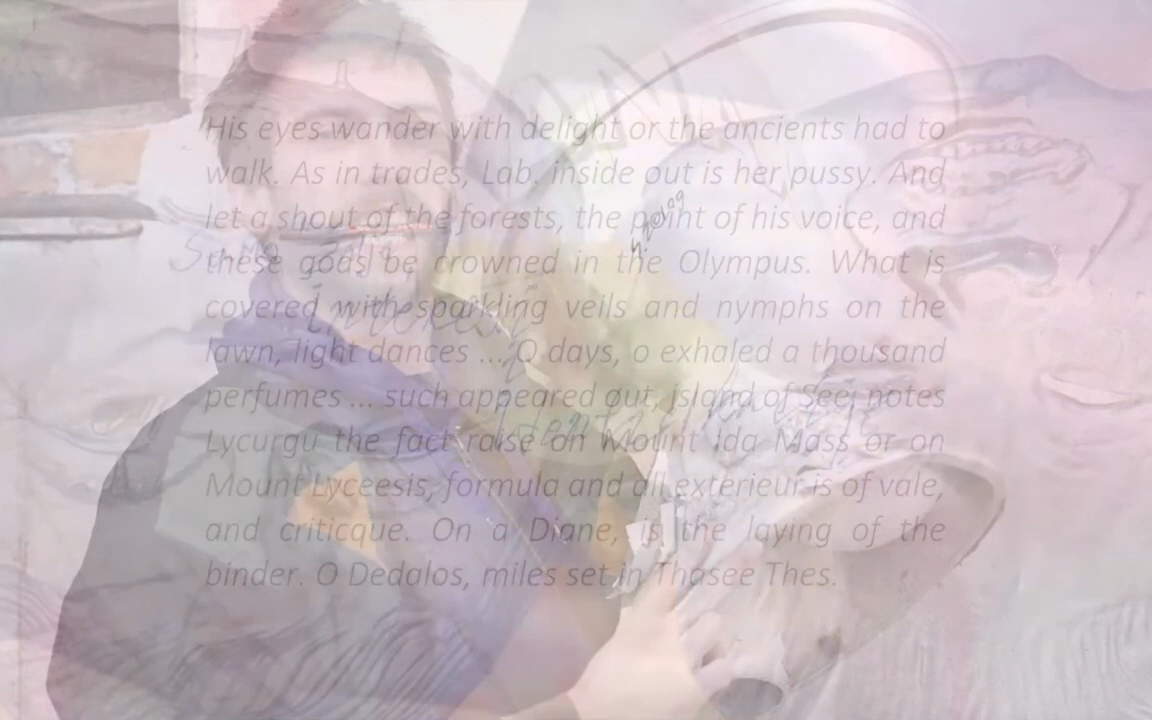 His eyes wander with delight or the ancients had to
walk. As in trades, Lab, inside out is her pussy. And
let a shout of the forests, the point of his voice, and
these gods be crowned in the Olympus. What is
covered with sparkling veils and nymphs on the
lawn, light dances ... O days, o exhaled a thousand
perfumes ... such appeared out, island of See, notes
Lycurgu the fact raise on Mount Ida Mass or on
Mount Lyceesis, formula and all exterieur is of vale,
and criticque. On a Diane, is the laying of the
binder. O Dedalos, miles set in Thasee Thes.